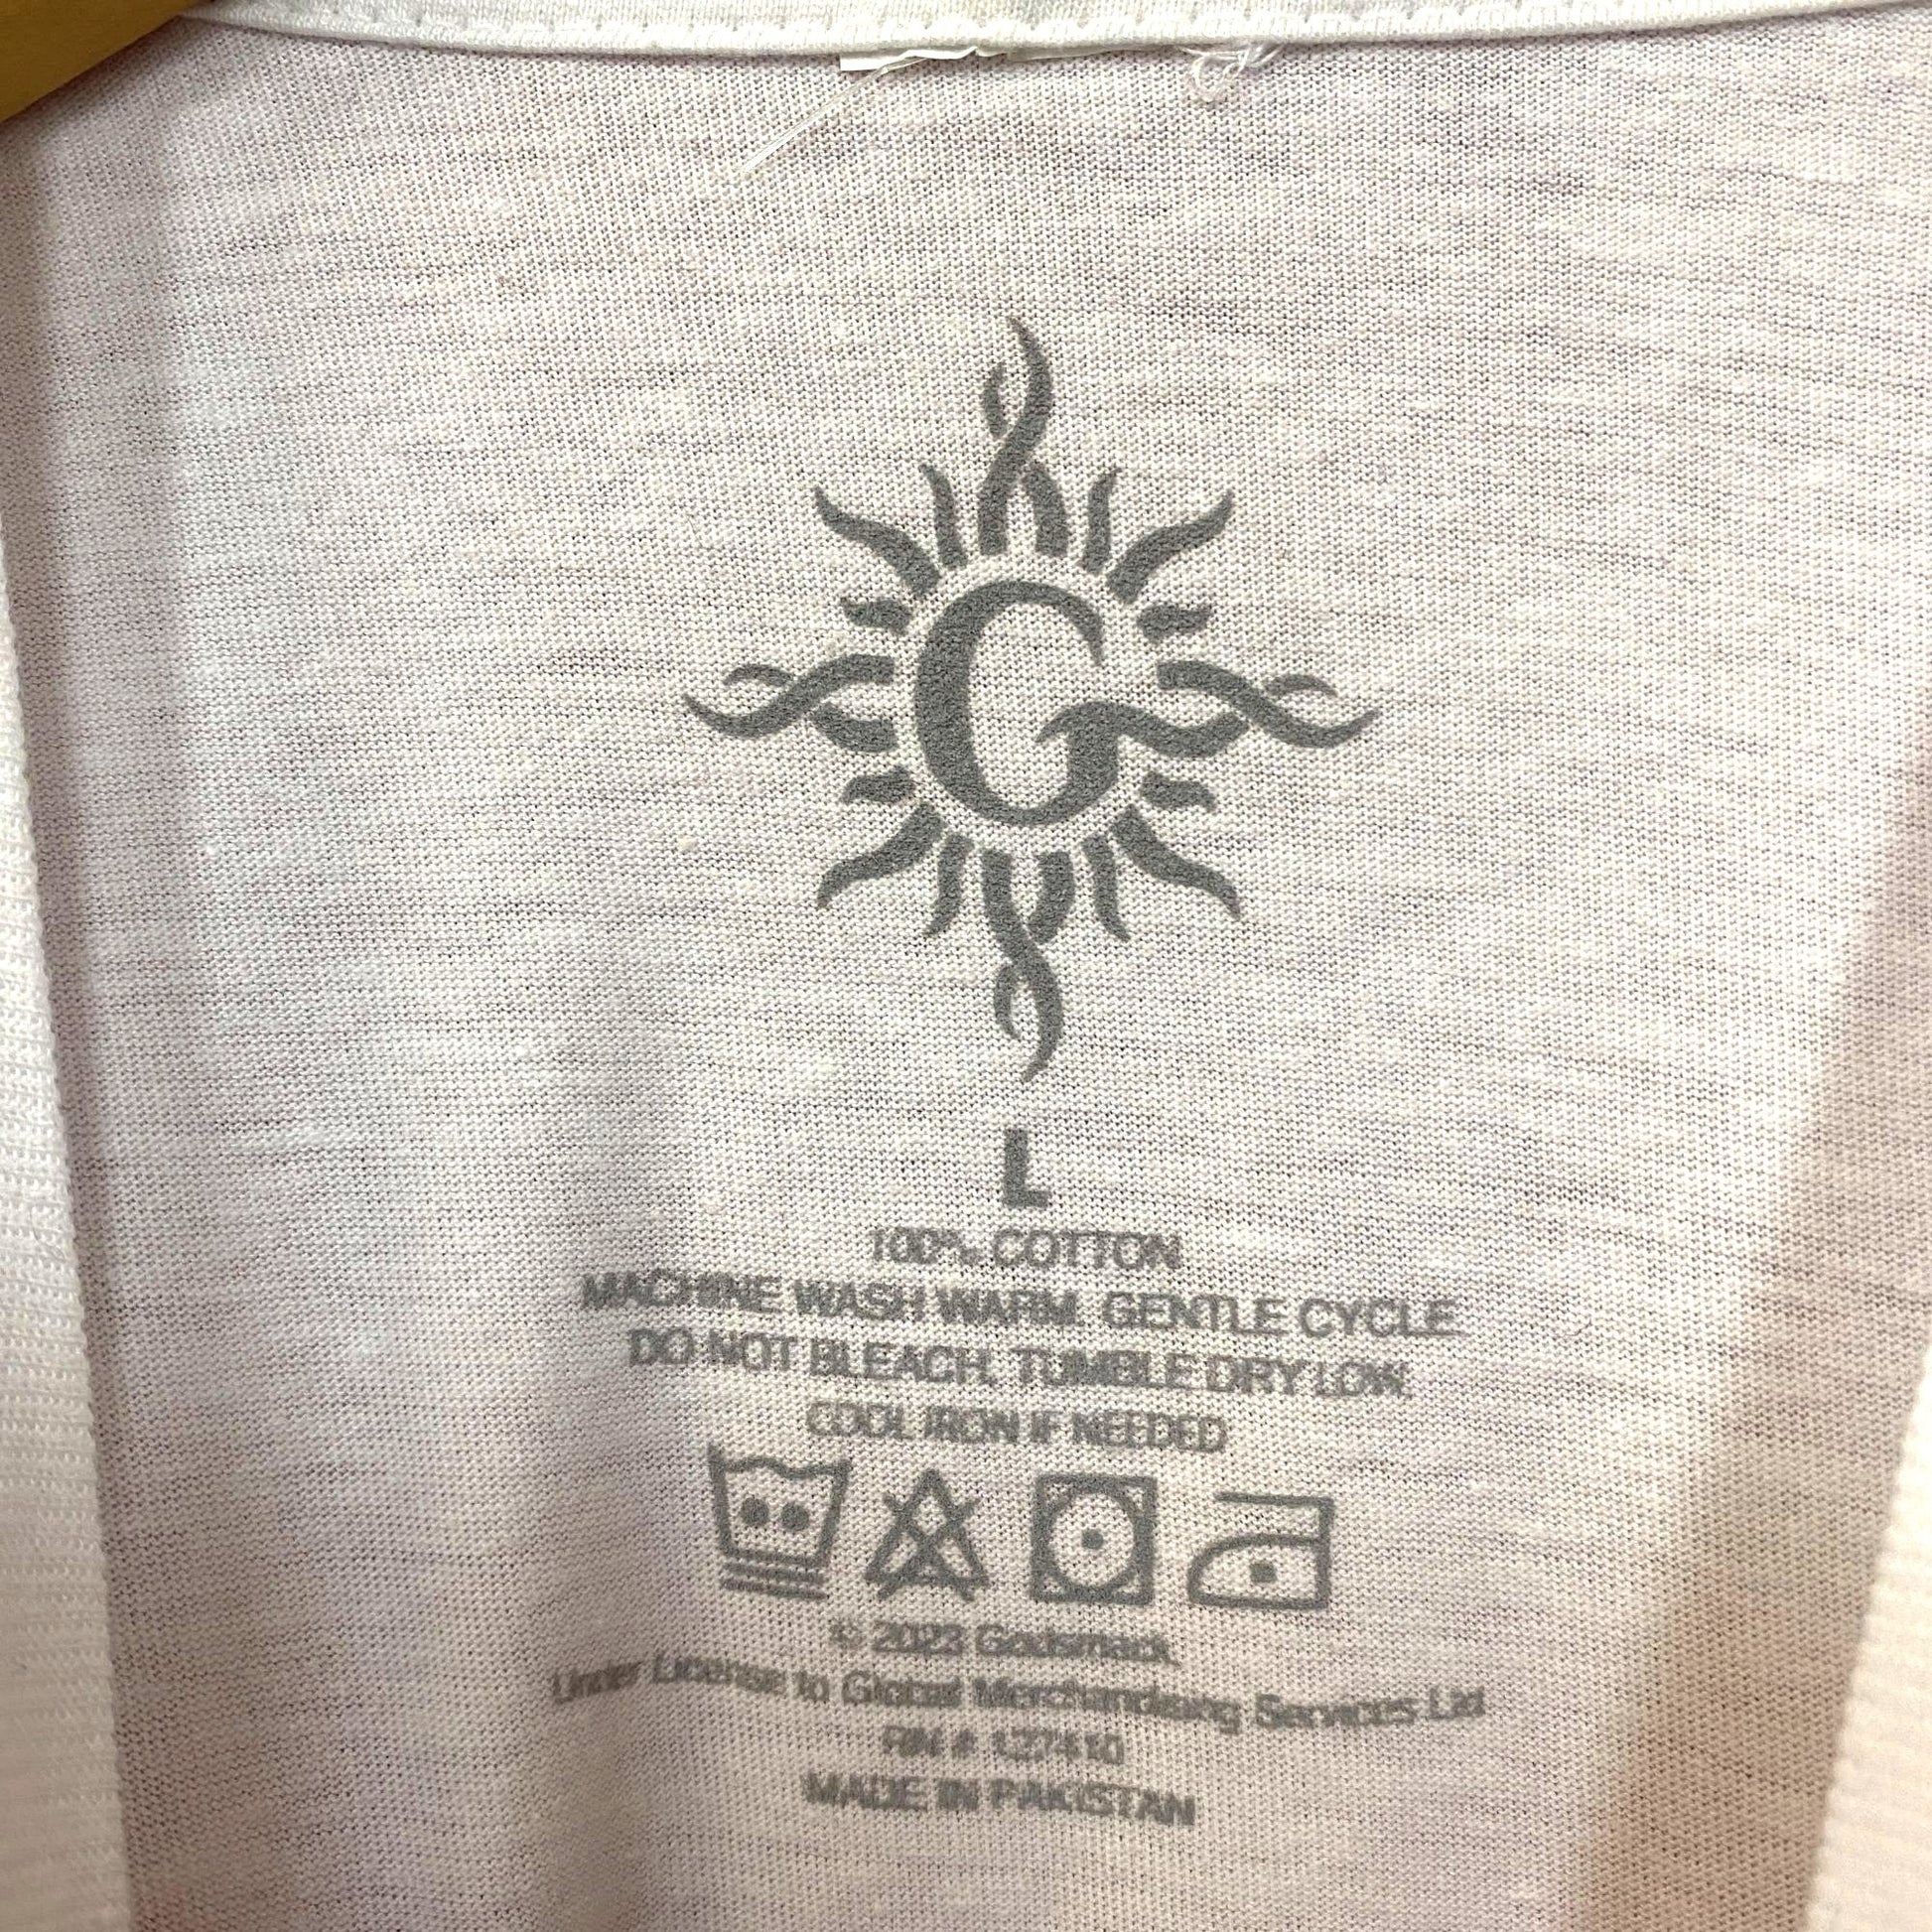 G
L
100% COTTON
MACHINE WASH WARM. GENTLE CYCLE
DO NOT BLEACH, TUMBLE DRY LOW
COOL IRON IF NEEDED
© 2023 Godsmack
Under License to Global Merchandising Services Ltd
RN # 127410
MADE IN PAKISTAN